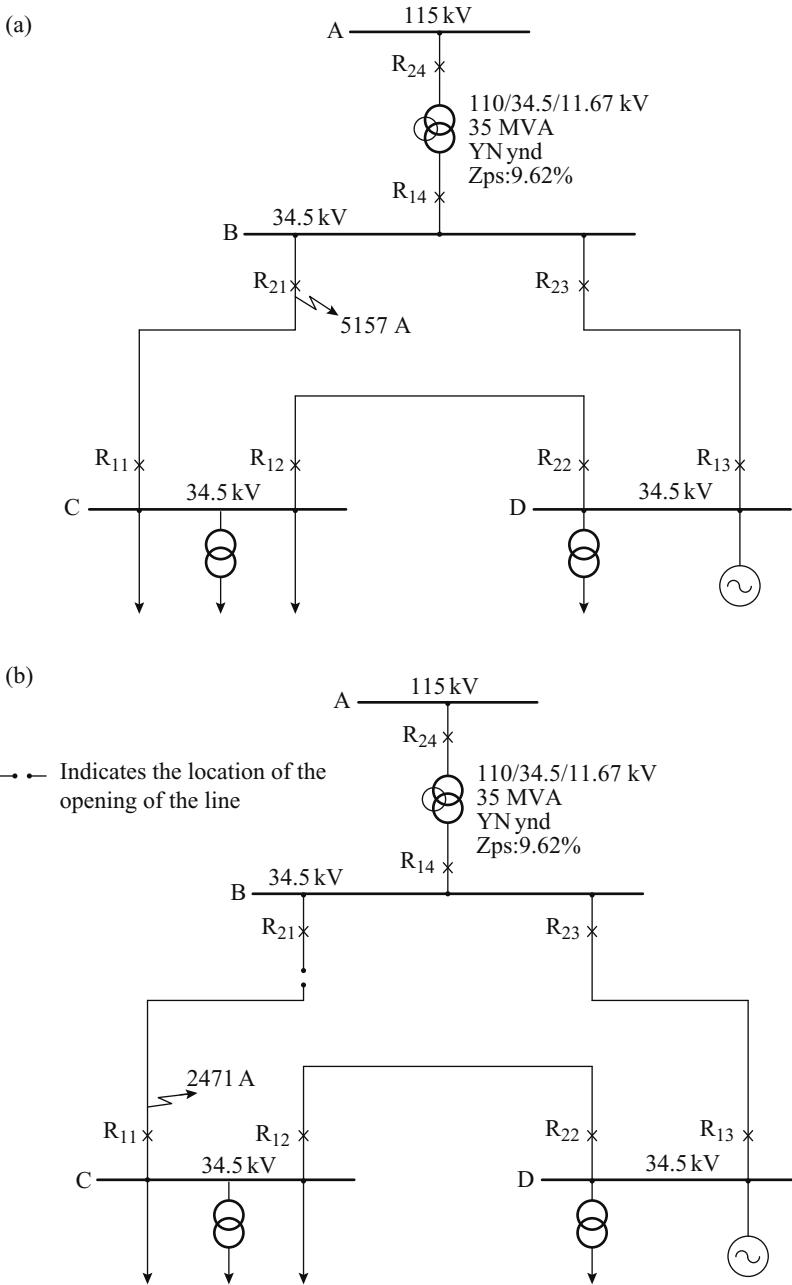 (a)
115 kV
A
R24
110/34.5/11.67 kV
35 MVA
YN ynd
Zps:9.62%
R14
34.5 kV
B
R21
R23
5157 A
R11
R12
R22
R13
34.5 kV
34.5 kV
C
D
(b)
115 kV
A
R24
Indicates the location of the
opening of the line
110/34.5/11.67 kV
35 MVA
YN ynd
Zps:9.62%
R14
34.5 kV
B
R21
R23
2471 A
R11
R12
R22
R13
34.5 kV
34.5 kV
C
D